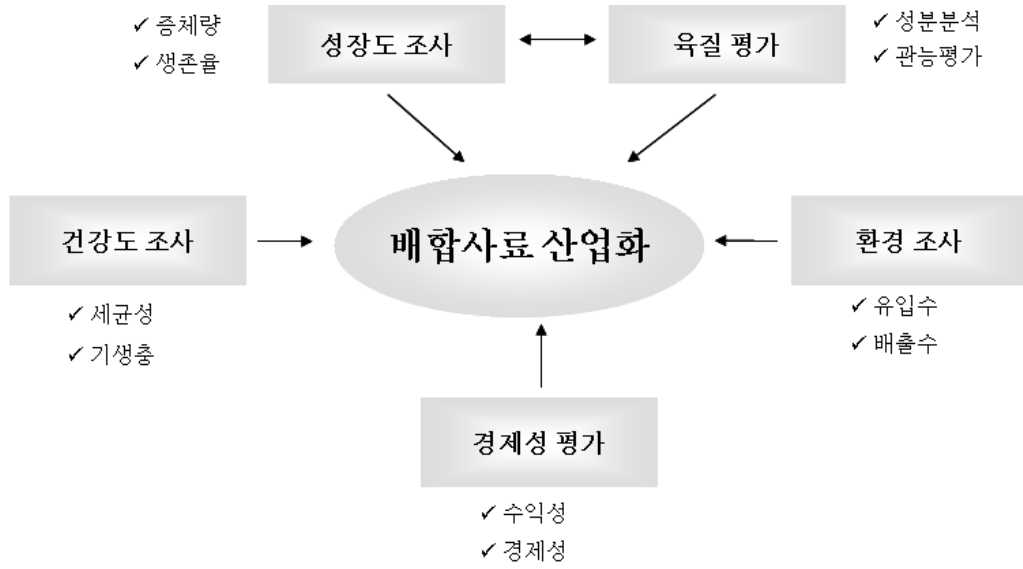 ✓ 증체량
✓ 생존율
성장도 조사
육질 평가
✓ 성분분석
✓ 관능평가
건강도 조사
배합사료 산업화
환경 조사
✓ 세균성
✓ 기생충
✓ 유입수
✓ 배출수
경제성 평가
✓ 수익성
✓ 경제성